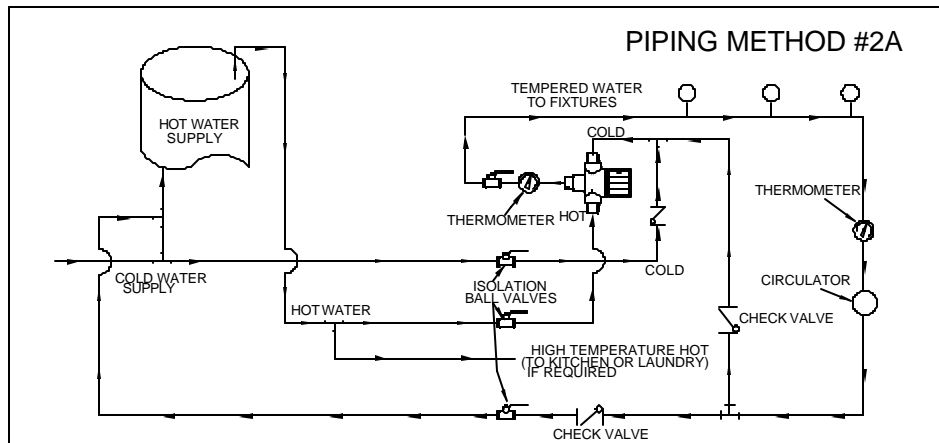 PIPING METHOD #2A
TEMPERED WATER
TO FIXTURES
HOT WATER
SUPPLY
COLD
THERMOMETER
HOT
THERMOMETER
COLD WATER
SUPPLY
COLD
ISOLATION
BALL VALVES
CIRCULATOR
HOT WATER
CHECK VALVE
HIGH TEMPERATURE HOT
(TO KITCHEN OR LAUNDRY)
IF REQUIRED
CHECK VALVE